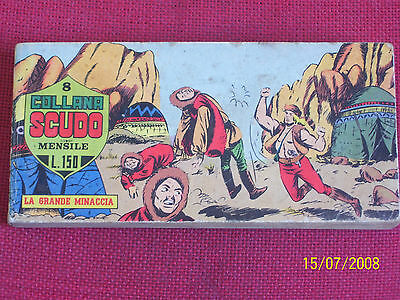 8
COLLANA
SCUDO
MENSILE
L.150
LA GRANDE MINACCIA
15/07/2008